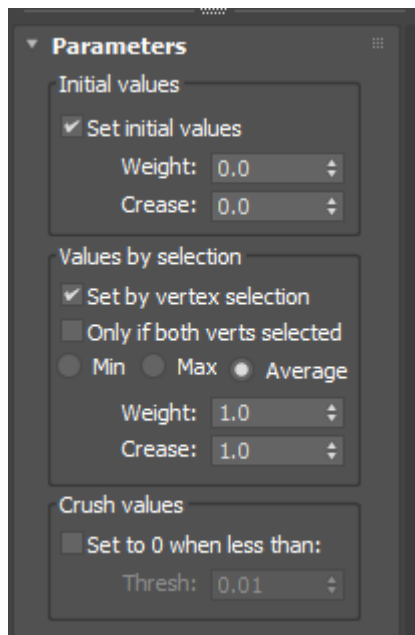 Parameters
Initial values
Set initial values
Weight: 0.0
Crease: 0.0
Values by selection
Set by vertex selection
Only if both verts selected
Min Max Average
Weight: 1.0
Crease: 1.0
Crush values
Set to 0 when less than:
Thresh: 0.01